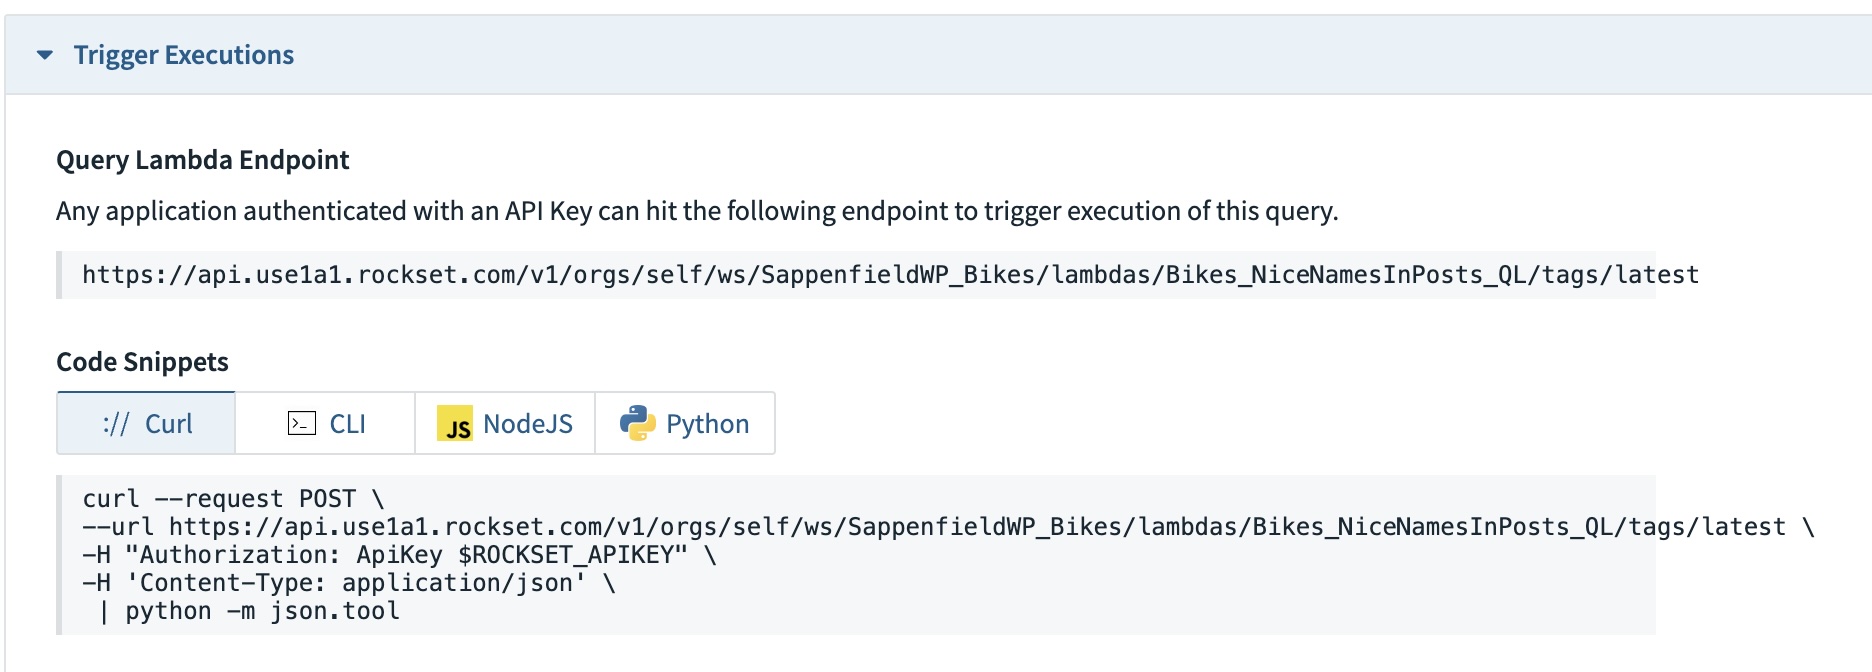 Trigger Executions
Query Lambda Endpoint
Any application authenticated with an API Key can hit the following endpoint to trigger execution of this query.
https://api.use1a1.rockset.com/v1/orgs/self/ws/SappenfieldWP_Bikes/lambdas/Bikes_NiceNamesInPosts_QL/tags/latest
Code Snippets
:// Curl >_ CLI JS NodeJS Python
curl --request POST \
--url https://api.use1a1.rockset.com/v1/orgs/self/ws/SappenfieldWP_Bikes/lambdas/Bikes_NiceNamesInPosts_QL/tags/latest \
-H "Authorization: ApiKey $ROCKSET_APIKEY" \
-H 'Content-Type: application/json' \
| python -m json.tool